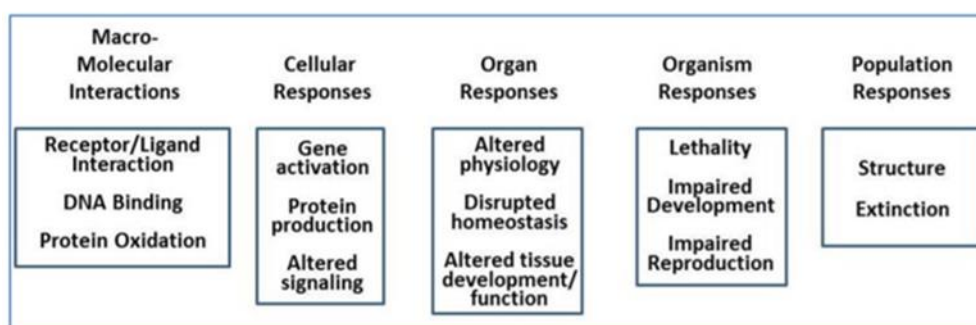 Macro-
Molecular
Interactions
Receptor/Ligand
Interaction
DNA Binding
Protein Oxidation
Cellular
Responses
Gene
activation
Protein
production
Altered
signaling
Organ
Responses
Altered
physiology
Disrupted
homeostasis
Altered tissue
development/
function
Organism
Responses
Lethality
Impaired
Development
Impaired
Reproduction
Population
Responses
Structure
Extinction